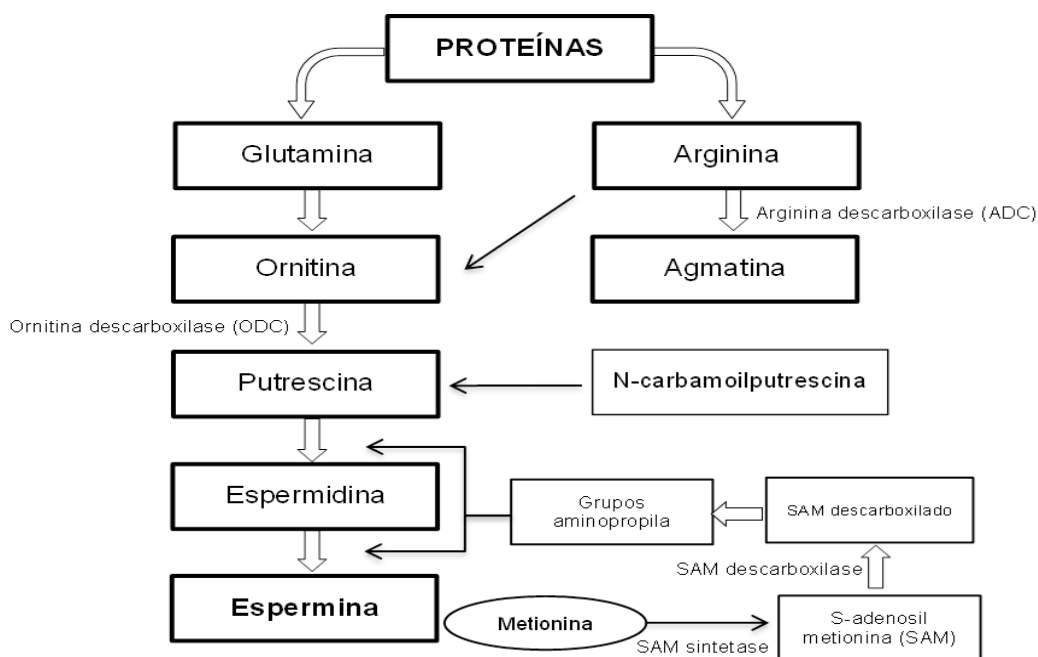 PROTEÍNAS
Glutamina
Arginina
Arginina descarboxilase (ADC)
Ornitina
Agmatina
Ornitina descarboxilase (ODC)
Putrescina
N-carbamoilputrescina
Espermidina
Grupos
aminopropila
SAM descarboxilado
SAM descarboxilase
Espermina
Metionina
SAM sintetase
S-adenosil
metionina (SAM)